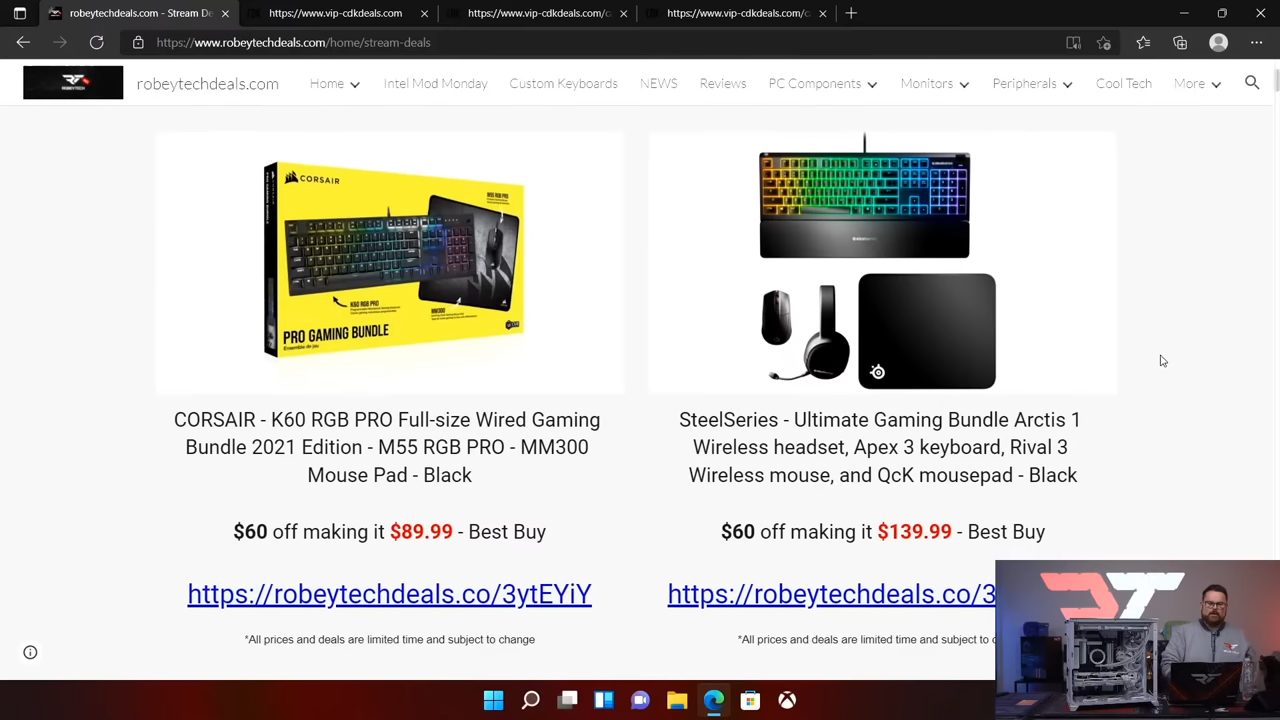 robeytechdeals.com - Stream De
https://www.vip-cdkdeals.com
https://www.vip-cdkdeals.com/c
https://www.vip-cdkdeals.com/c
https://www.robeytechdeals.com/home/stream-deals
ROBEYTECH
robeytechdeals.com
Home
Intel Mod Monday
Custom Keyboards
NEWS
Reviews
PC Components
Monitors
Peripherals
Cool Tech
More
CORSAIR
M55 RGB PRO
K60 RGB PRO
MM300
PRO GAMING BUNDLE
Ensemble de jeu
steelseries
CORSAIR - K60 RGB PRO Full-size Wired Gaming
Bundle 2021 Edition - M55 RGB PRO - MM300
Mouse Pad - Black
$60 off making it $89.99 - Best Buy
https://robeytechdeals.co/3ytEYiY
*All prices and deals are limited time and subject to change
SteelSeries - Ultimate Gaming Bundle Arctis 1
Wireless headset, Apex 3 keyboard, Rival 3
Wireless mouse, and QcK mousepad - Black
$60 off making it $139.99 - Best Buy
https://robeytechdeals.co/3
*All prices and deals are limited time and subject to c